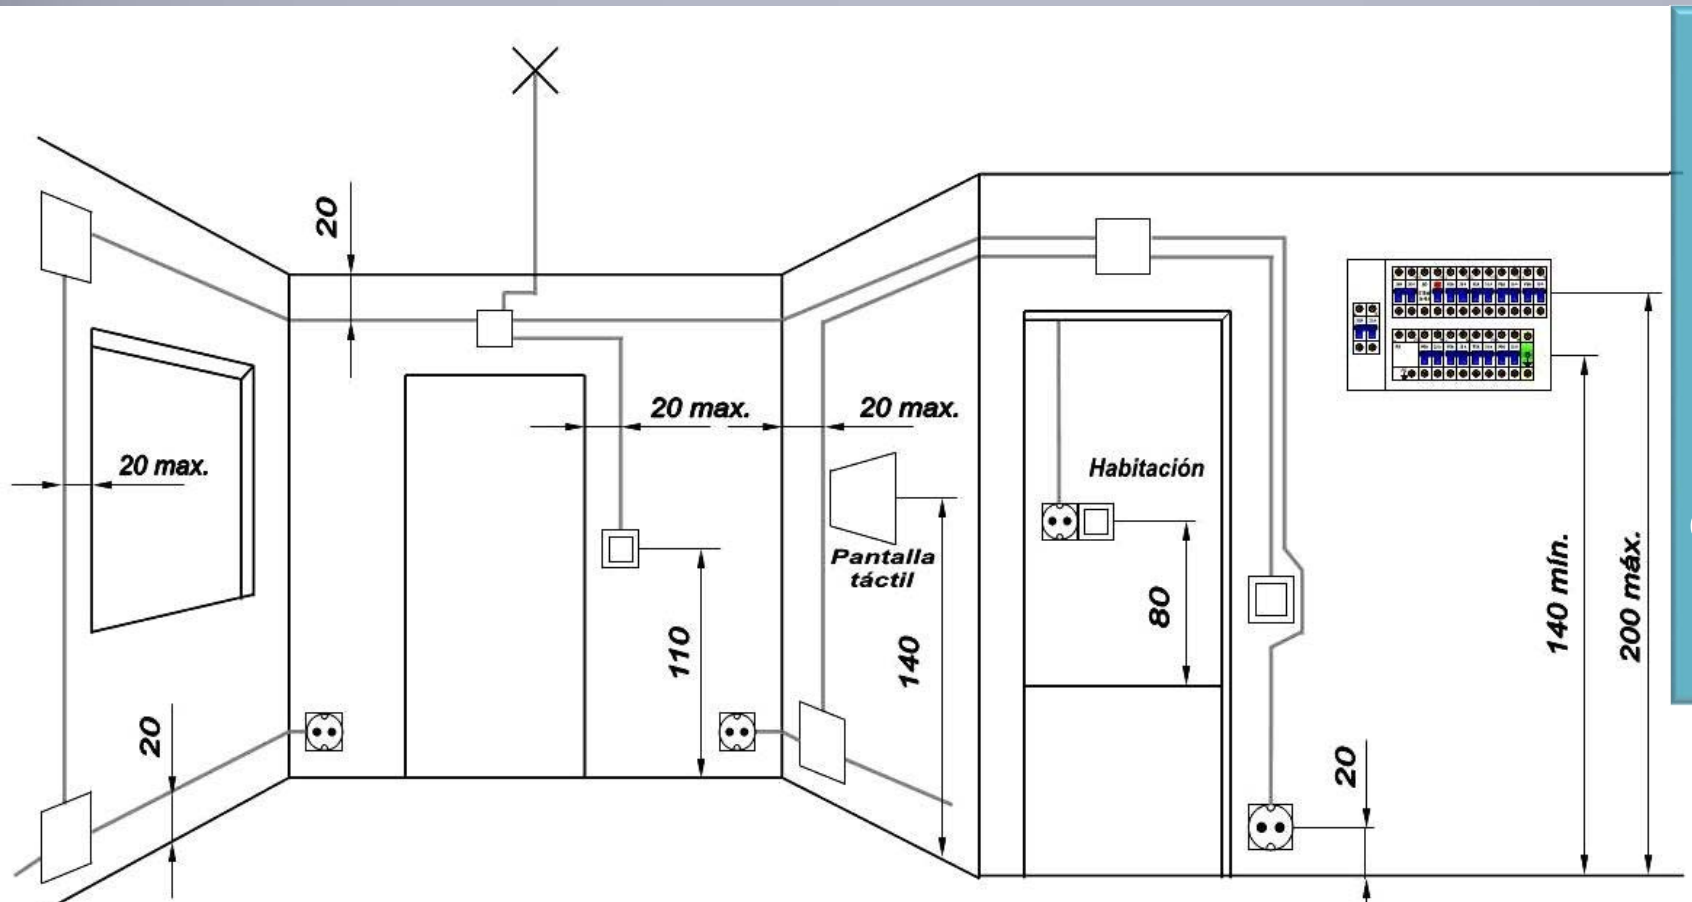 20
20 max.
20 max.
20 max.
Habitación
Pantalla
táctil
110
140
80
140 mín.
200 máx.
20
20